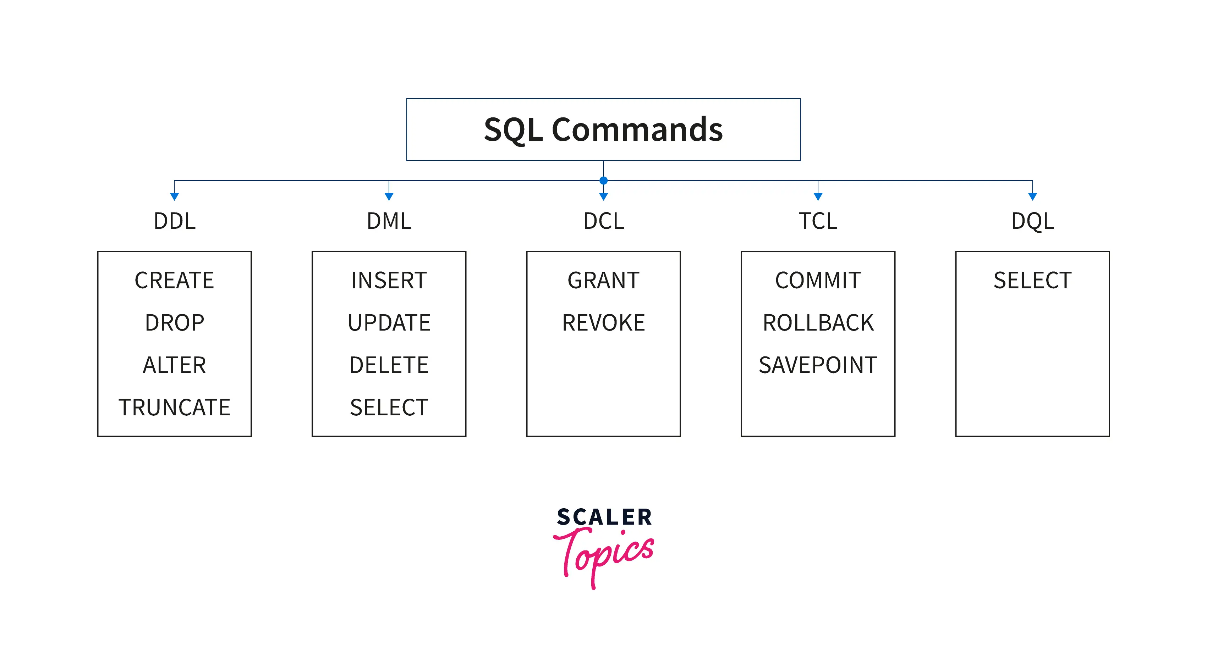 SQL Commands
DDL
DML
DCL
TCL
DQL
CREATE
DROP
ALTER
TRUNCATE
INSERT
UPDATE
DELETE
SELECT
GRANT
REVOKE
COMMIT
ROLLBACK
SAVEPOINT
SELECT
SCALER
Topics